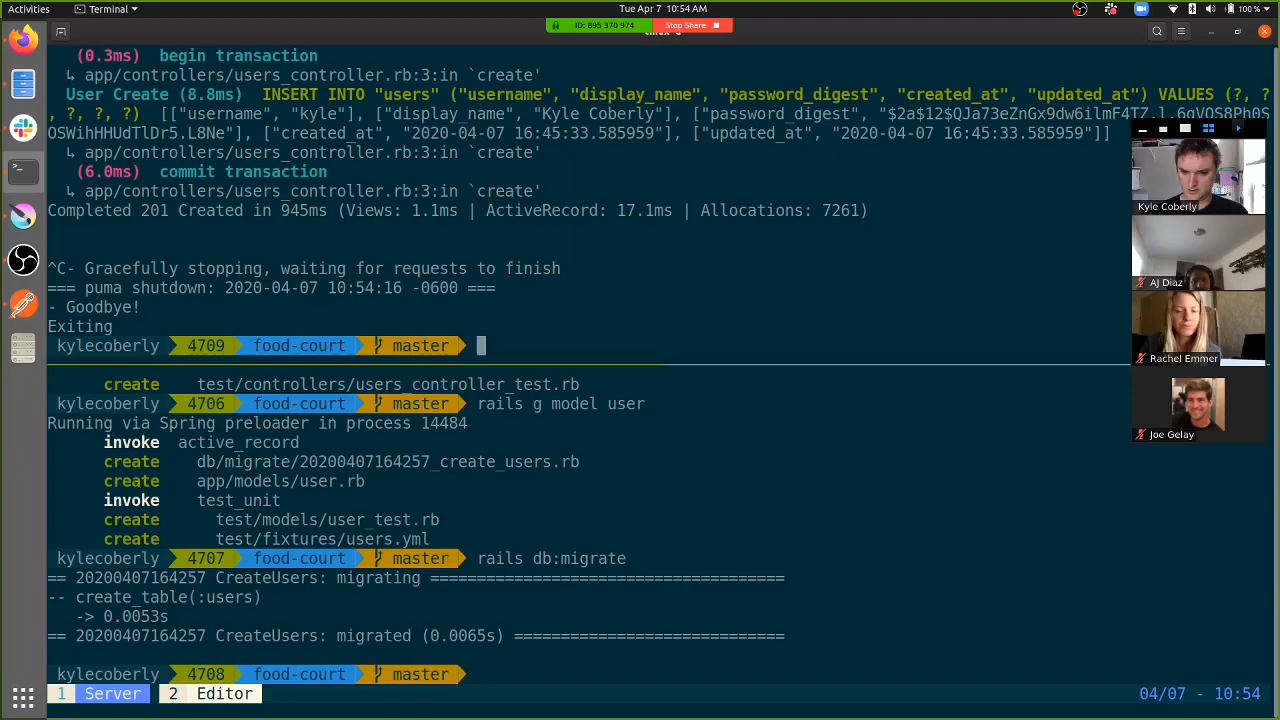 Activities
Terminal
Tue Apr 7 10:54 AM
100 %
ID: 895 370 974
Stop Share
(0.3ms) begin transaction
↳ app/controllers/users_controller.rb:3:in `create'
User Create (8.8ms) INSERT INTO "users" ("username", "display_name", "password_digest", "created_at", "updated_at") VALUES (?, ?
, ?, ?, ?) [["username", "kyle"], ["display_name", "Kyle Coberly"], ["password_digest",
OSWihHHUdTlDr5.L8Ne"], ["created_at", "2020-04-07 16:45:33.585959"], ["updated_at", "2020-04-07 16:45:33.585959"]]
↳ app/controllers/users_controller.rb:3:in `create'
(6.0ms) commit transaction
↳ app/controllers/users_controller.rb:3:in `create'
Completed 201 Created in 945ms (Views: 1.1ms | ActiveRecord: 17.1ms | Allocations: 7261)
^C- Gracefully stopping, waiting for requests to finish
=== puma shutdown: 2020-04-07 10:54:16 -0600 ===
- Goodbye!
Exiting
kylecoberly 4709 food-court master
create test/controllers/users_controller_test.rb
kylecoberly 4706 food-court master rails g model user
Running via Spring preloader in process 14484
invoke active_record
create db/migrate/20200407164257_create_users.rb
create app/models/user.rb
invoke test_unit
create test/models/user_test.rb
create test/fixtures/users.yml
kylecoberly 4707 food-court master rails db:migrate
== 20200407164257 CreateUsers: migrating ======================================
-- create_table(:users)
-> 0.0053s
== 20200407164257 CreateUsers: migrated (0.0065s) =============================
kylecoberly 4708 food-court master
1 Server 2 Editor
04/07 - 10:54
Kyle Coberly
AJ Diaz
Rachel Emmer
Joe Gelay